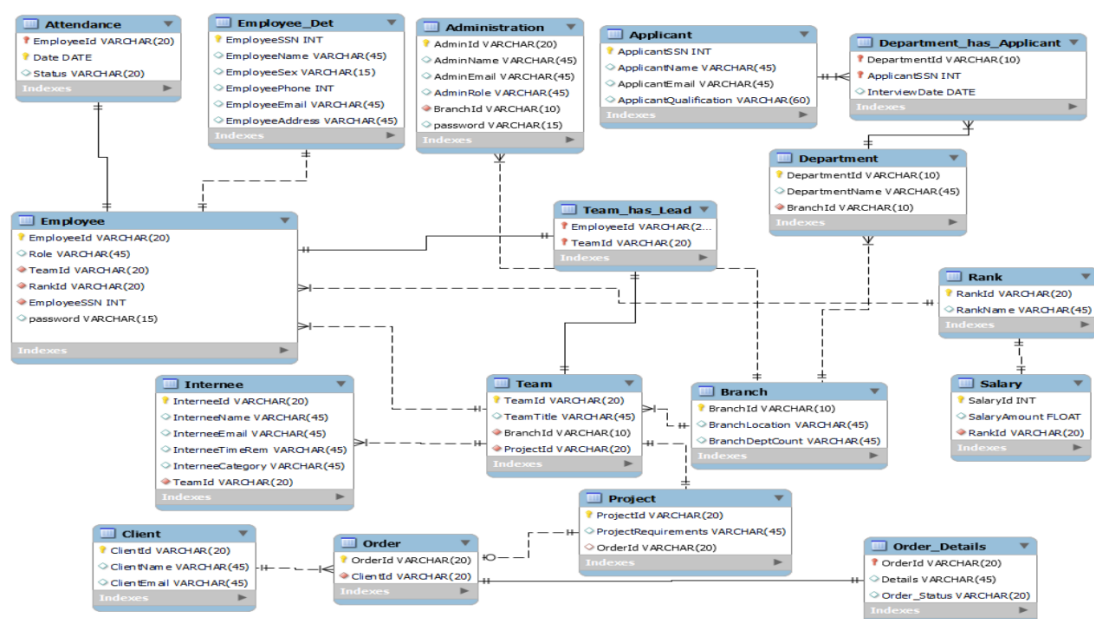 Attendance
EmployeeId VARCHAR(20)
Date DATE
Status VARCHAR(20)
Indexes
Employee_Det
EmployeeSSN INT
EmployeeName VARCHAR(45)
EmployeeSex VARCHAR(15)
EmployeePhone INT
EmployeeEmail VARCHAR(45)
EmployeeAddress VARCHAR(45)
Indexes
Administration
AdminId VARCHAR(20)
AdminName VARCHAR(45)
AdminEmail VARCHAR(45)
AdminRole VARCHAR(45)
BranchId VARCHAR(10)
password VARCHAR(15)
Indexes
Applicant
ApplicantSSN INT
ApplicantName VARCHAR(45)
ApplicantEmail VARCHAR(45)
ApplicantQualification VARCHAR(60)
Indexes
Department_has_Applicant
DepartmentId VARCHAR(10)
ApplicantSSN INT
InterviewDate DATE
Indexes
Department
DepartmentId VARCHAR(10)
DepartmentName VARCHAR(45)
BranchId VARCHAR(10)
Indexes
Employee
EmployeeId VARCHAR(20)
Role VARCHAR(45)
TeamId VARCHAR(20)
RankId VARCHAR(20)
EmployeeSSN INT
password VARCHAR(15)
Indexes
Team_has_Lead
EmployeeId VARCHAR(2...
TeamId VARCHAR(20)
Indexes
Rank
RankId VARCHAR(20)
RankName VARCHAR(45)
Indexes
Internee
InterneeId VARCHAR(20)
InterneeName VARCHAR(45)
InterneeEmail VARCHAR(45)
InterneeTimeRem VARCHAR(45)
InterneeCategory VARCHAR(45)
TeamId VARCHAR(20)
Indexes
Team
TeamId VARCHAR(20)
TeamTitle VARCHAR(45)
BranchId VARCHAR(10)
ProjectId VARCHAR(20)
Indexes
Branch
BranchId VARCHAR(10)
BranchLocation VARCHAR(45)
BranchDeptCount VARCHAR(45)
Indexes
Salary
SalaryId INT
SalaryAmount FLOAT
RankId VARCHAR(20)
Indexes
Project
ProjectId VARCHAR(20)
ProjectRequirements VARCHAR(45)
OrderId VARCHAR(20)
Indexes
Client
ClientId VARCHAR(20)
ClientName VARCHAR(45)
ClientEmail VARCHAR(45)
Indexes
Order
OrderId VARCHAR(20)
ClientId VARCHAR(20)
Indexes
Order_Details
OrderId VARCHAR(20)
Details VARCHAR(45)
Order_Status VARCHAR(20)
Indexes